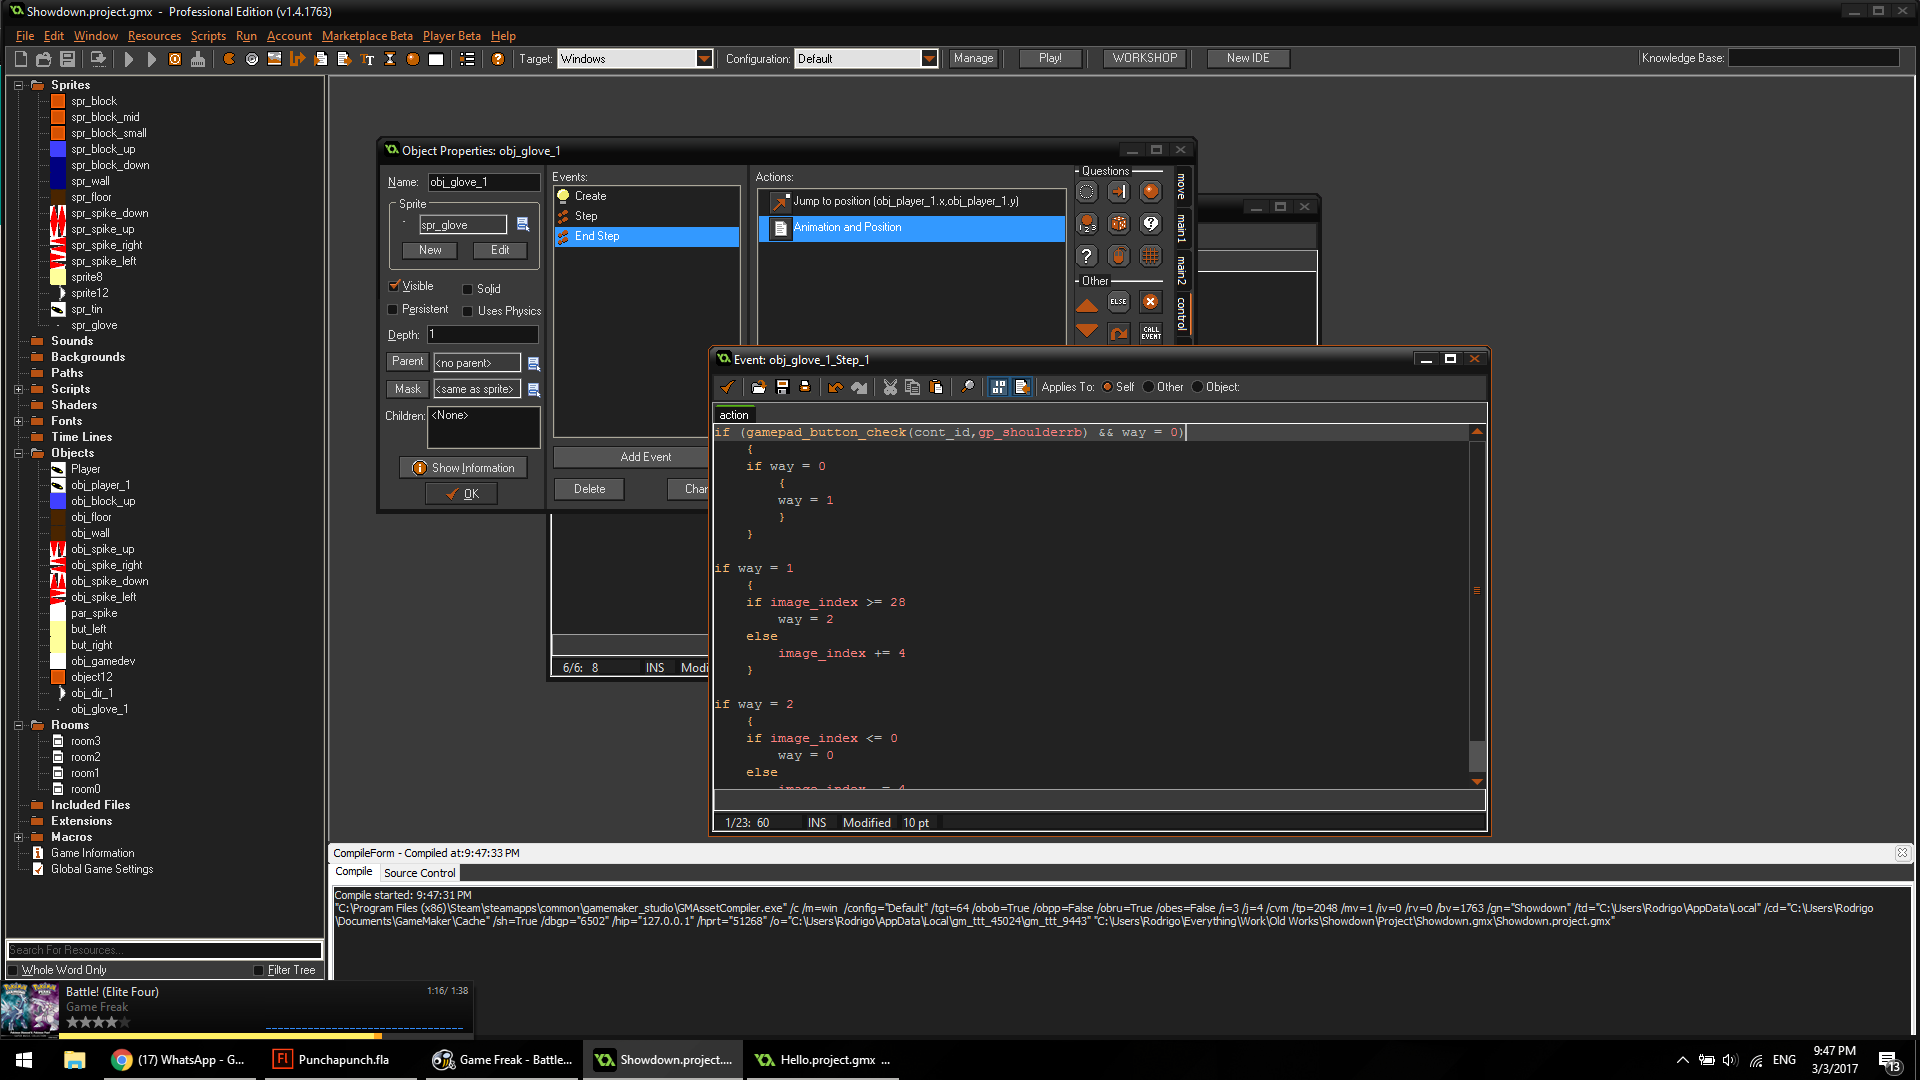 Showdown.project.gmx  -  Professional Edition (v1.4.1763)
File Edit Window Resources Scripts Run Account Marketplace Beta Player Beta Help
Target: Windows Configuration: Default Manage Play! WORKSHOP New IDE Knowledge Base:
Sprites
spr_block
spr_block_mid
spr_block_small
spr_block_up
spr_block_down
spr_wall
spr_floor
spr_spike_down
spr_spike_up
spr_spike_right
spr_spike_left
sprite8
sprite12
spr_tin
spr_glove
Sounds
Backgrounds
Paths
Scripts
Shaders
Fonts
Time Lines
Objects
Player
obj_player_1
obj_block_up
obj_floor
obj_wall
obj_spike_up
obj_spike_right
obj_spike_down
obj_spike_left
par_spike
but_left
but_right
obj_gamedev
object12
obj_dir_1
obj_glove_1
Rooms
room3
room2
room1
room0
Included Files
Extensions
Macros
Game Information
Global Game Settings
Search For Resources...
Whole Word Only Filter Tree
Object Properties: obj_glove_1
Name: obj_glove_1
Sprite
spr_glove
New Edit
Visible Solid
Persistent Uses Physics
Depth: 1
Parent <no parent>
Mask <same as sprite>
Children: <None>
Show Information
OK
Events:
Create
Step
End Step
Add Event
Delete Char
Actions:
Jump to position (obj_player_1.x,obj_player_1.y)
Animation and Position
Questions
Other
ELSE
CALL
EVENT
move
main1
main2
control
6/6: 8 INS Modi
Event: obj_glove_1_Step_1
Applies To: Self Other Object:
action
if (gamepad_button_check(cont_id,gp_shoulderrb) && way = 0)
{
if way = 0
{
way = 1
}
}
if way = 1
{
if image_index >= 28
way = 2
else
image_index += 4
}
if way = 2
{
if image_index <= 0
way = 0
else
image_index -= 4
1/23: 60 INS Modified 10 pt
CompileForm - Compiled at:9:47:33 PM
Compile Source Control
Compile started: 9:47:31 PM
"C:\Program Files (x86)\Steam\steamapps\common\gamemaker_studio\GMAssetCompiler.exe" /c /m=win  /config="Default" /tgt=64 /obob=True /obpp=False /obru=True /obes=False /i=3 /j=4 /cvm /tp=2048 /mv=1 /iv=0 /rv=0 /bv=1763 /gn="Showdown" /td="C:\Users\Rodrigo\AppData\Local" /cd="C:\Users\Rodrigo
\Documents\GameMaker\Cache" /sh=True /dbgp="6502" /hip="127.0.0.1" /hprt="51268" /o="C:\Users\Rodrigo\AppData\Local\gm_ttt_45024\gm_ttt_9443" "C:\Users\Rodrigo\Everything\Work\Old Works\Showdown\Project\Showdown.gmx\Showdown.project.gmx"
Battle! (Elite Four) 1:16/ 1:38
Game Freak
(17) WhatsApp - G... Punchapunch.fla Game Freak - Battle... Showdown.project.... Hello.project.gmx ...
ENG 9:47 PM
3/3/2017
13